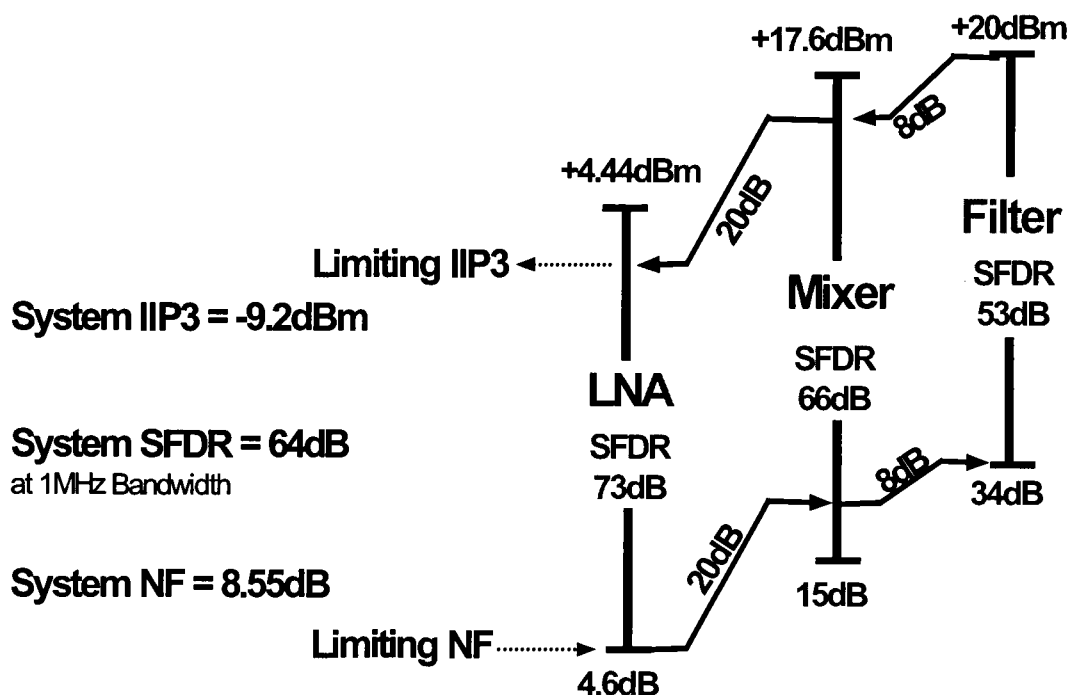 +20dBm
+17.6dBm
8dB
+4.44dBm
20dB
Filter
SFDR
53dB
Limiting IIP3
System IIP3 = -9.2dBm
Mixer
SFDR
66dB
LNA
SFDR
73dB
System SFDR = 64dB
at 1MHz Bandwidth
8dB
34dB
20dB
15dB
System NF = 8.55dB
Limiting NF
4.6dB